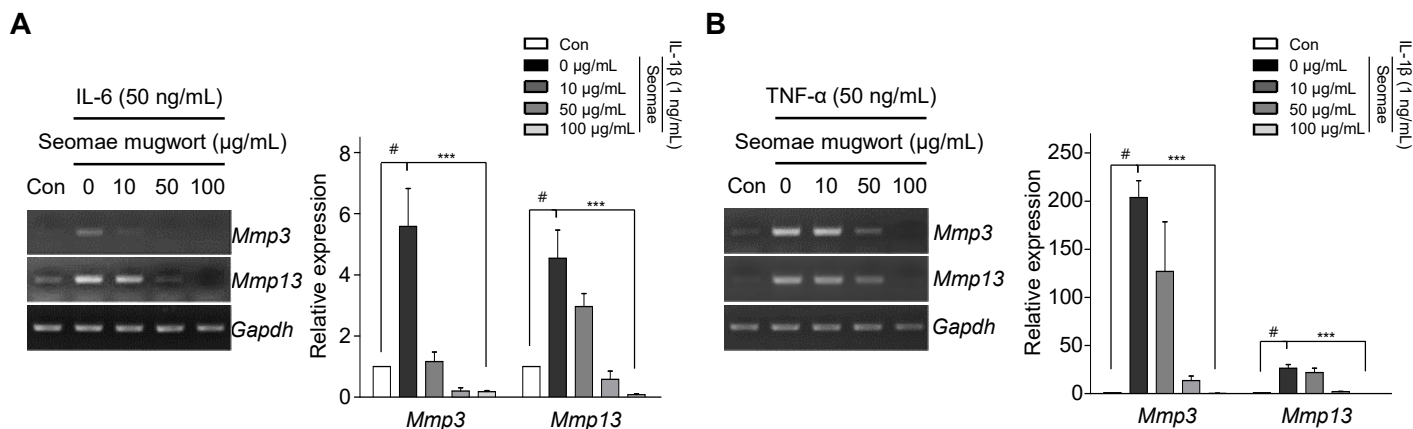 A
IL-6 (50 ng/mL)
Seomae mugwort (µg/mL)
Con 0 10 50 100
Mmp3
Mmp13
Gapdh
Con
0 µg/mL
10 µg/mL
50 µg/mL
100 µg/mL
Seomae
IL-1β (1 ng/mL)
Relative expression
8
6
4
2
0
# ***
# ***
Mmp3 Mmp13
B
TNF-α (50 ng/mL)
Seomae mugwort (µg/mL)
Con 0 10 50 100
Mmp3
Mmp13
Gapdh
Con
0 µg/mL
10 µg/mL
50 µg/mL
100 µg/mL
Seomae
IL-1β (1 ng/mL)
Relative expression
250
200
150
100
50
0
# ***
# ***
Mmp3 Mmp13